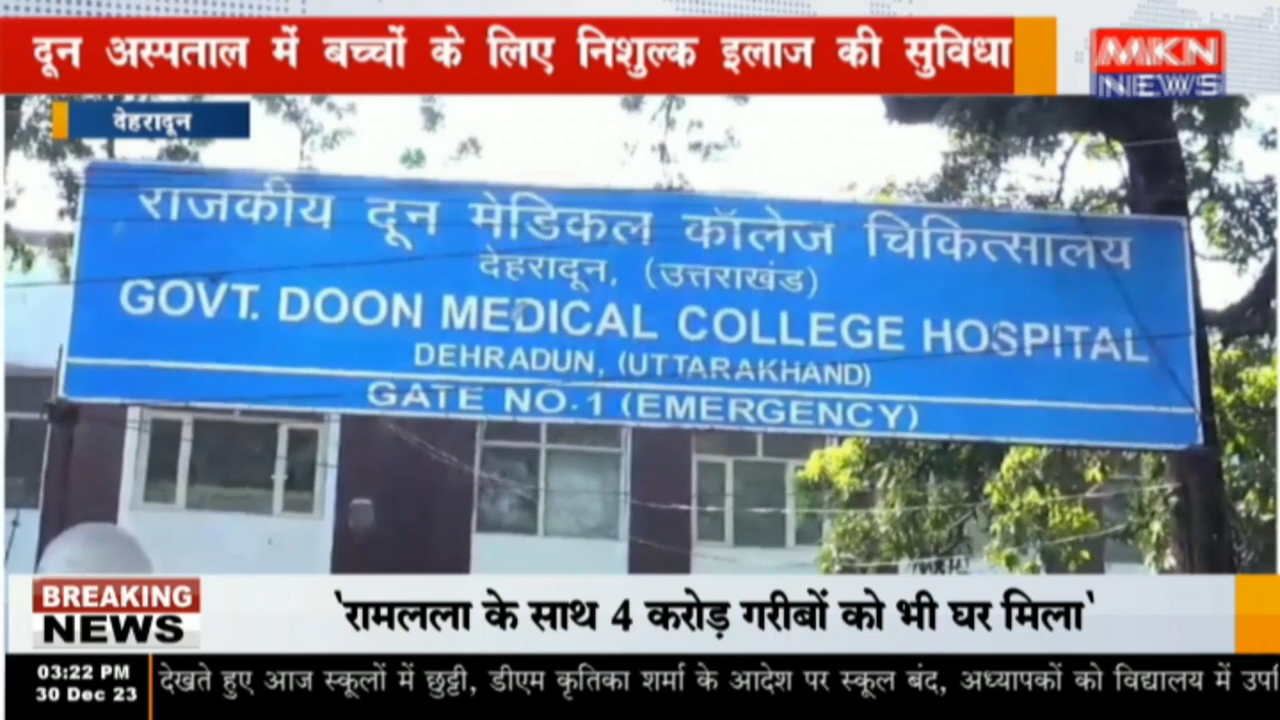 दून अस्पताल में बच्चों के लिए निशुल्क इलाज की सुविधा
MKN
NEWS
देहरादून
राजकीय दून मेडिकल कॉलेज चिकित्सालय
देहरादून, (उत्तराखंड)
GOVT. DOON MEDICAL COLLEGE HOSPITAL
DEHRADUN, (UTTARAKHAND)
GATE NO-1 (EMERGENCY)
BREAKING
NEWS
'रामलला के साथ 4 करोड़ गरीबों को भी घर मिला'
03:22 PM
30 Dec 23
देखते हुए आज स्कूलों में छुट्टी, डीएम कृतिका शर्मा के आदेश पर स्कूल बंद, अध्यापकों को विद्यालय में